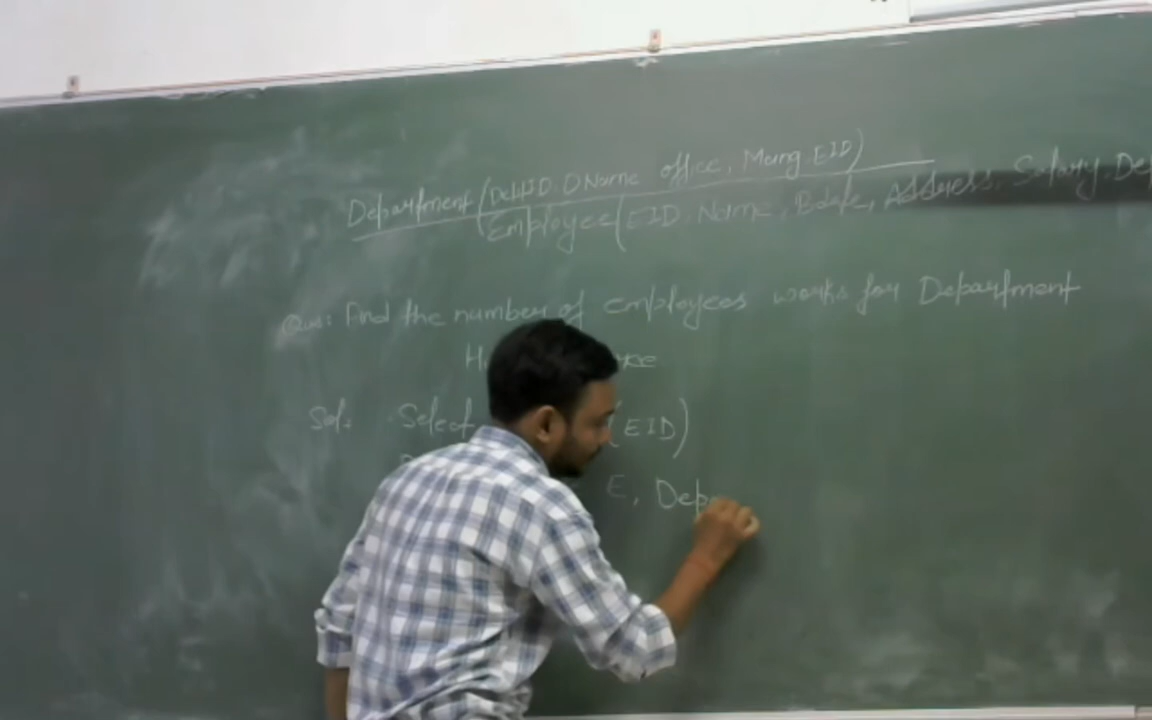 Department(DeptID, DName office, Mang EID)
Employee(EID, Name, Bdate, Address, Salary, De
Que: Find the number of employees works for Department
Sol: Select (EID)
E, Dep